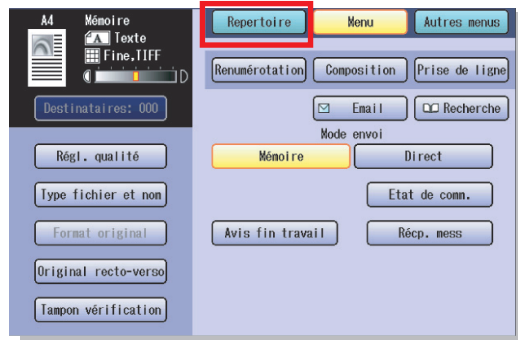 A4 Mémoire
Texte
Fine,TIFF
D
Destinataires: 000
Régl. qualité
Type fichier et nom
Format original
Original recto-verso
Tampon vérification
Repertoire Menu Autres menus
Renumérotation Composition Prise de ligne
Email Recherche
Mode envoi
Mémoire Direct
Etat de comm.
Avis fin travail Récp. mess